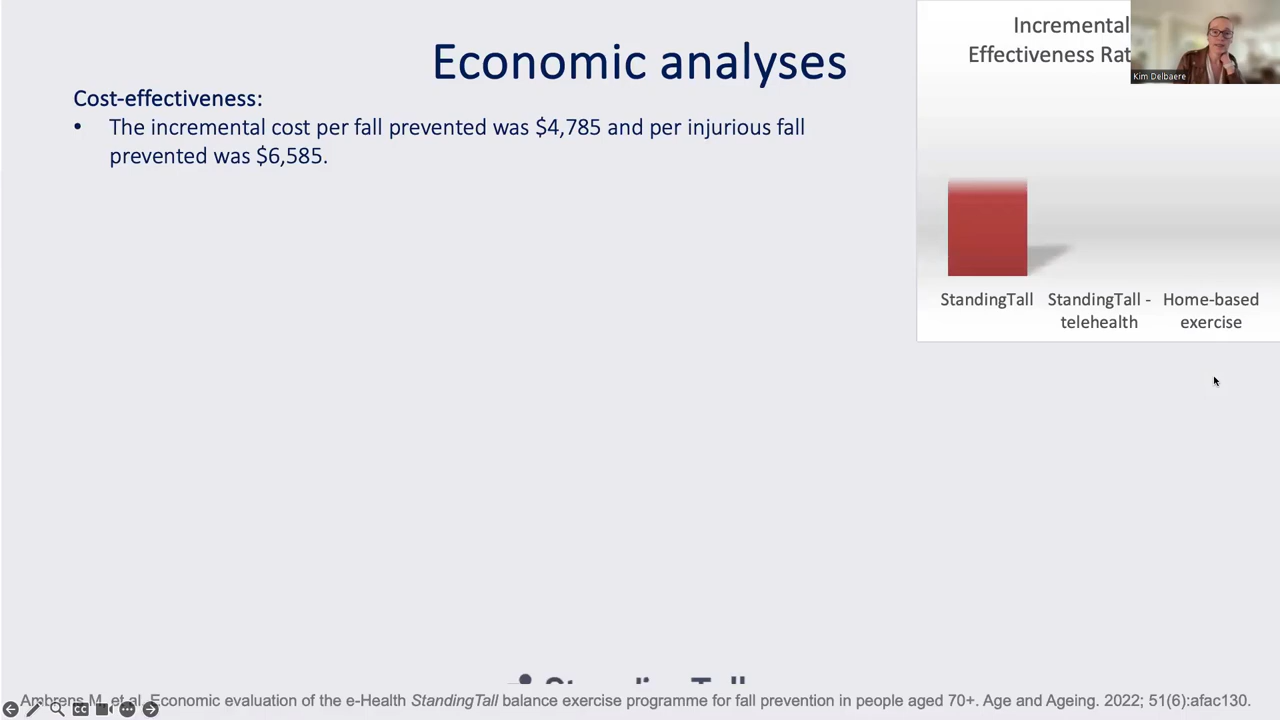 Economic analyses
Cost-effectiveness:
• The incremental cost per fall prevented was $4,785 and per injurious fall
prevented was $6,585.
Incremental
Effectiveness Rat
Kim Delbaere
StandingTall
StandingTall -
telehealth
Home-based
exercise
Ambrens M, et al. Economic evaluation of the e-Health StandingTall balance exercise programme for fall prevention in people aged 70+. Age and Ageing. 2022; 51(6):afac130.